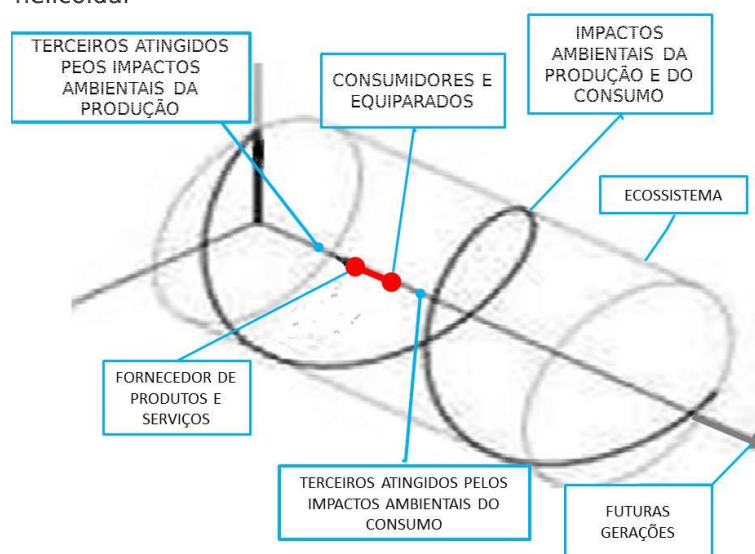 helicoidal
TERCEIROS ATINGIDOS
PEOS IMPACTOS
AMBIENTAIS DA
PRODUÇÃO
CONSUMIDORES E
EQUIPARADOS
IMPACTOS
AMBIENTAIS DA
PRODUÇÃO E DO
CONSUMO
ECOSSISTEMA
FORNECEDOR DE
PRODUTOS E
SERVIÇOS
TERCEIROS ATINGIDOS PELOS
IMPACTOS AMBIENTAIS DO
CONSUMO
FUTURAS
GERAÇÕES